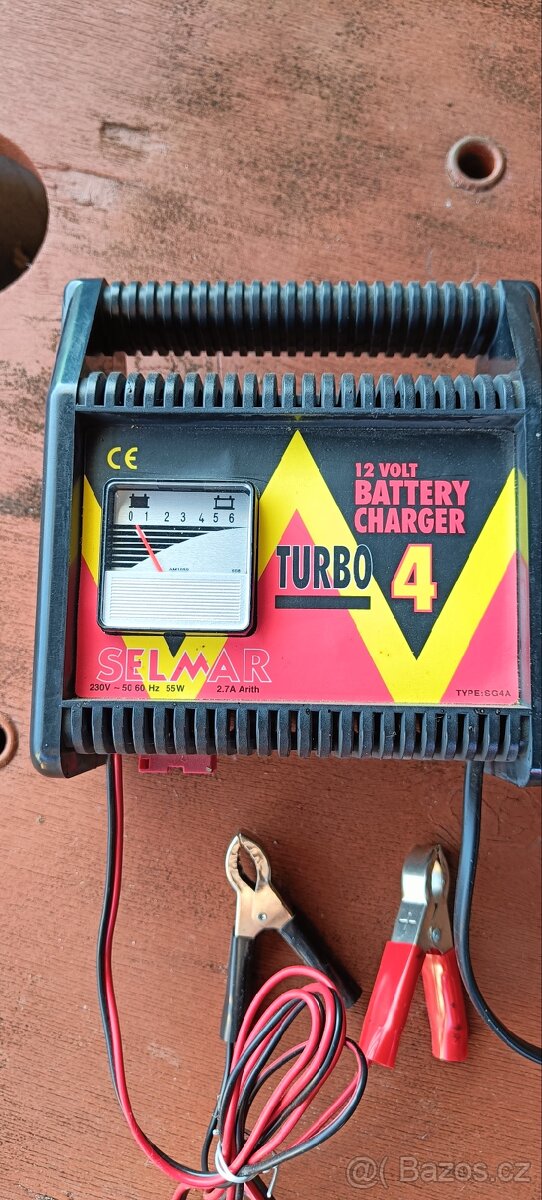 CE
12 VOLT
BATTERY
CHARGER
0 1 2 3 4 5 6
TURBO 4
SELMAR
230V ~ 50 60 Hz 55W 2.7A Arith
TYPE:SG4A
Bazoš.cz